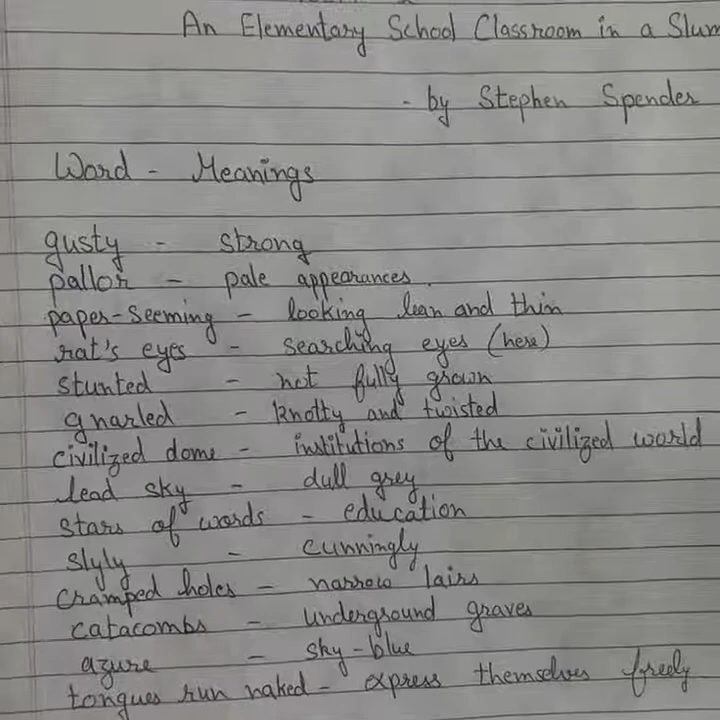 An Elementary School Classroom in a Slum
- by Stephen Spender
Word - Meanings
gusty - strong
pallor - pale appearances.
paper-seeming - looking lean and thin
rat's eyes - searching eyes (here)
stunted - not fully grown
gnarled - knotty and twisted
civilized dome - institutions of the civilized world
lead sky - dull grey
stars of words - education
slyly - cunningly
cramped holes - narrow lairs
catacombs - underground graves
azure - sky-blue
tongues run naked - express themselves freely